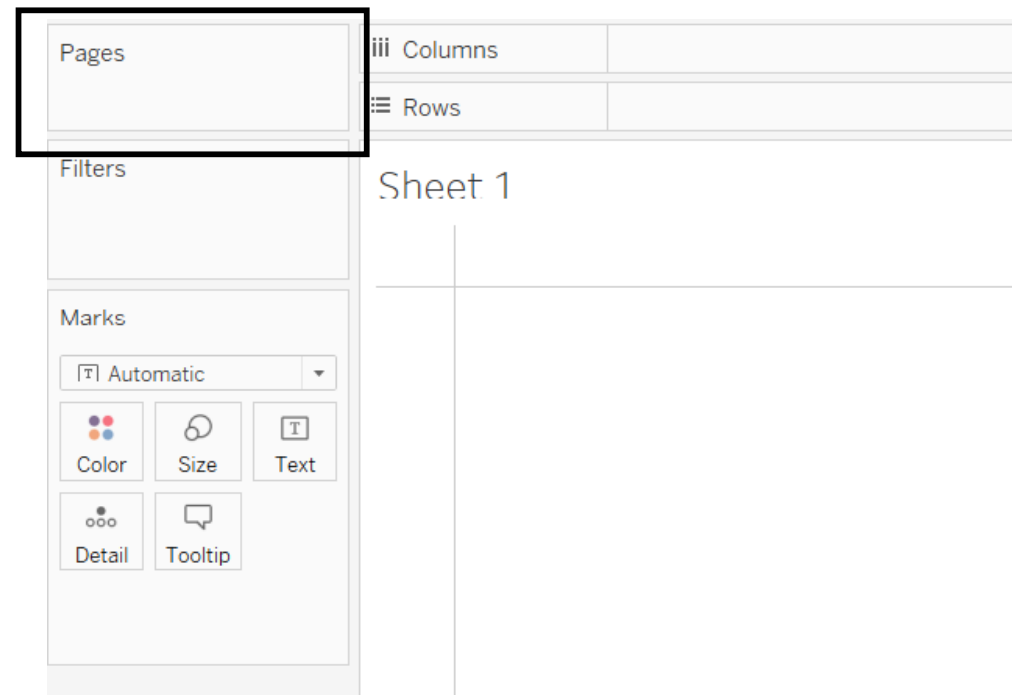 Pages
Columns
Rows
Filters
Sheet 1
Marks
T Automatic
T
Color Size Text
Detail Tooltip